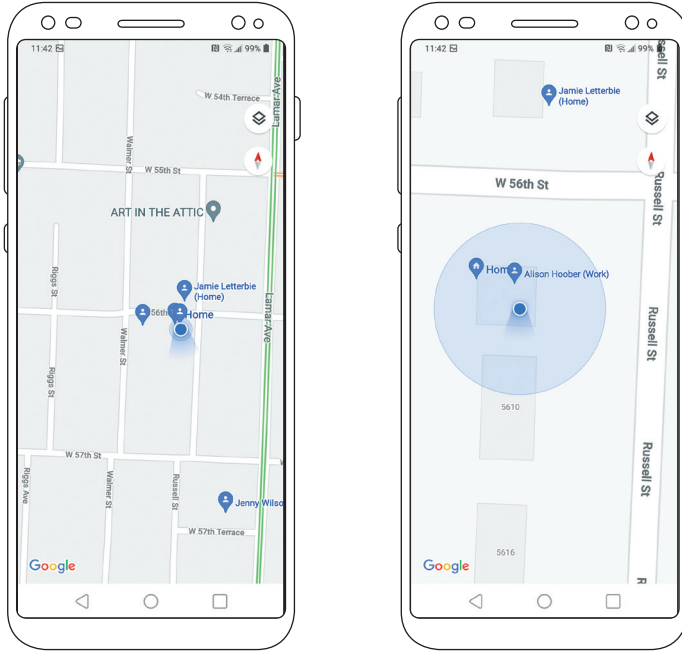 11:42
99%
W 54th Terrace
Lamar Ave
Walmer St
W 55th St
ART IN THE ATTIC
Riggs St
Jamie Letterbie
(Home)
56th
Home
Lamar Ave
Walmer St
Riggs St
W 57th St
Riggs Ave
Walmer St
Russell St
Jenny Wilso
W 57th Terrace
Google
11:42
99%
sell St
Jamie Letterbie
(Home)
W 56th St
Russell St
Hom
Alison Hoober (Work)
Russell St
5610
Russell St
5616
R
Google